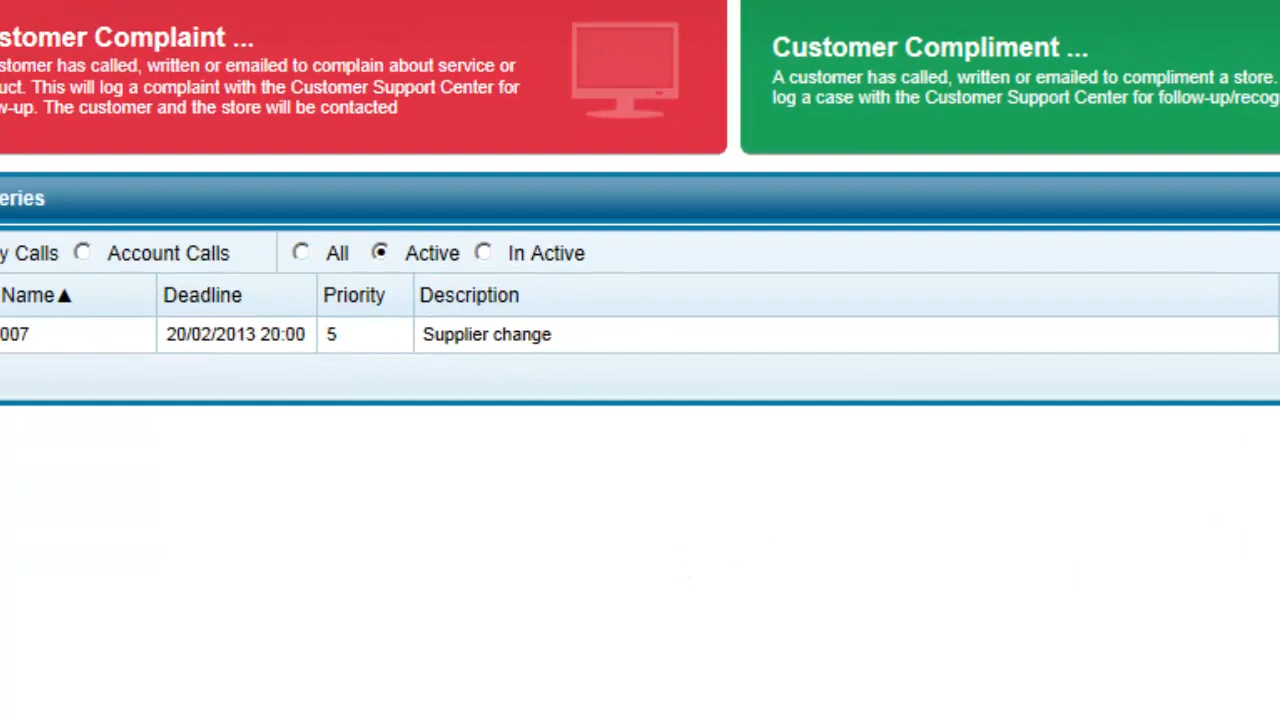 stomer Complaint ...
stomer has called, written or emailed to complain about service or
uct. This will log a complaint with the Customer Support Center for
w-up. The customer and the store will be contacted
Customer Compliment ...
A customer has called, written or emailed to compliment a store.
log a case with the Customer Support Center for follow-up/recog
eries
y Calls Account Calls All Active In Active
Name▲ Deadline Priority Description
007 20/02/2013 20:00 5 Supplier change